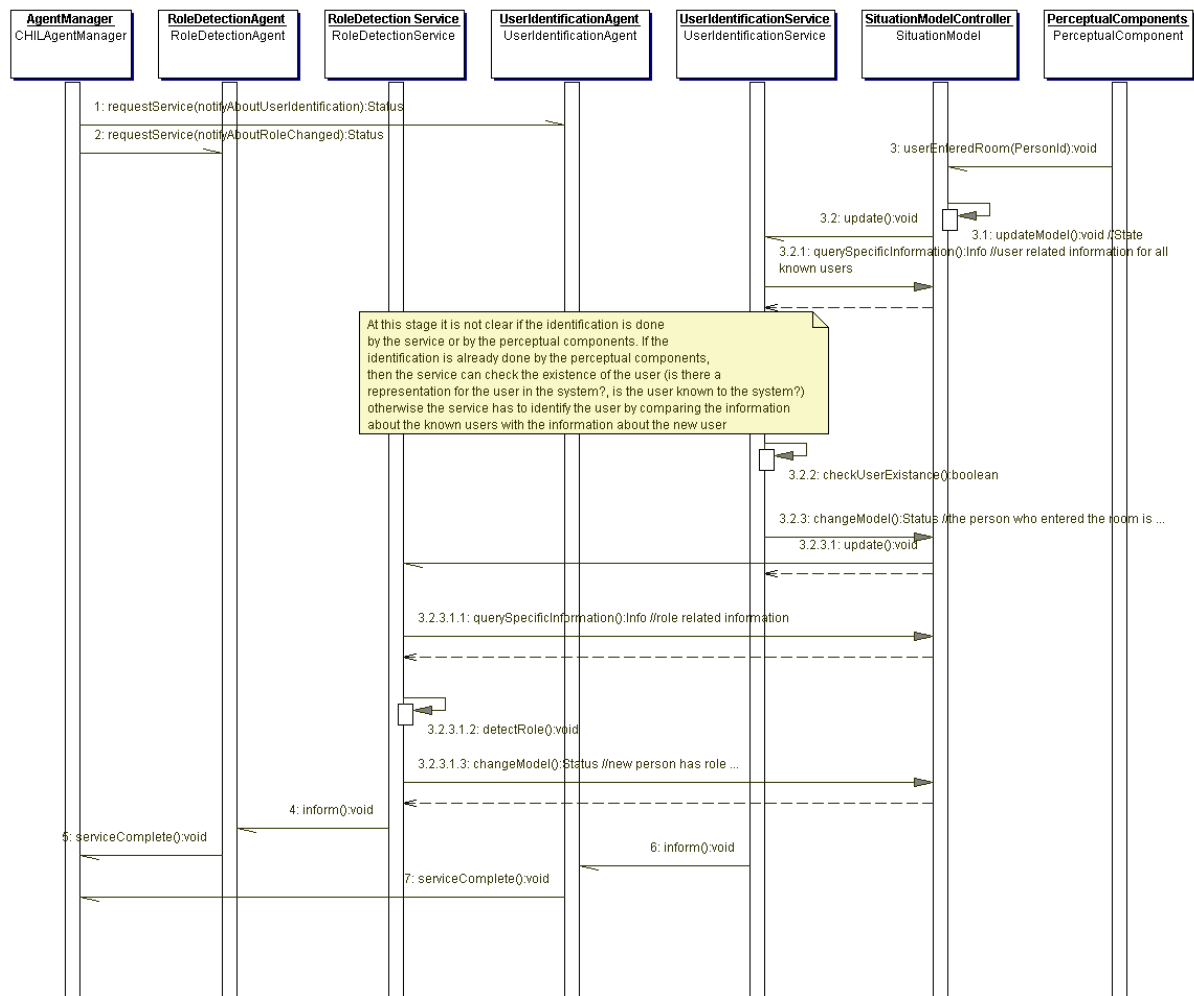 AgentManager
CHILAgentManager
RoleDetectionAgent
RoleDetectionAgent
RoleDetection Service
RoleDetectionService
UserIdentificationAgent
UserIdentificationAgent
UserIdentificationService
UserIdentificationService
SituationModelController
SituationModel
PerceptualComponents
PerceptualComponent
1: requestService(notifyAboutUserIdentification):Status
2: requestService(notifyAboutRoleChanged):Status
3: userEnteredRoom(PersonId):void
3.2: update():void
3.1: updateModel():void //State
3.2.1: querySpecificInformation():Info //user related information for all
known users
At this stage it is not clear if the identification is done
by the service or by the perceptual components. If the
identification is already done by the perceptual components,
then the service can check the existence of the user (is there a
representation for the user in the system?, is the user known to the system?)
otherwise the service has to identify the user by comparing the information
about the known users with the information about the new user
3.2.2: checkUserExistance():boolean
3.2.3: changeModel():Status //the person who entered the room is ...
3.2.3.1: update():void
3.2.3.1.1: querySpecificInformation():Info //role related information
3.2.3.1.2: detectRole():void
3.2.3.1.3: changeModel():Status //new person has role ...
4: inform():void
5: serviceComplete():void
6: inform():void
7: serviceComplete():void